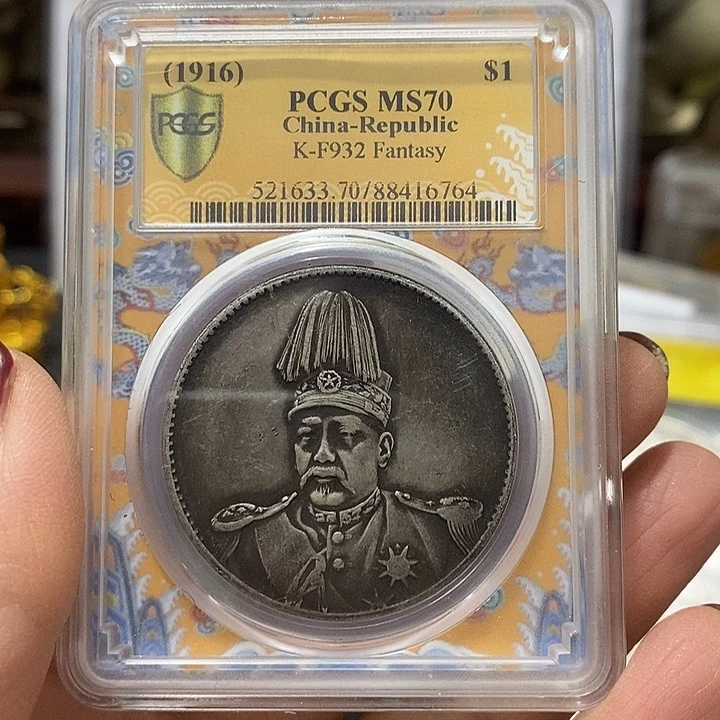 (1916) $1
PCGS PCGS MS70
China-Republic
K-F932 Fantasy
521633.70/88416764